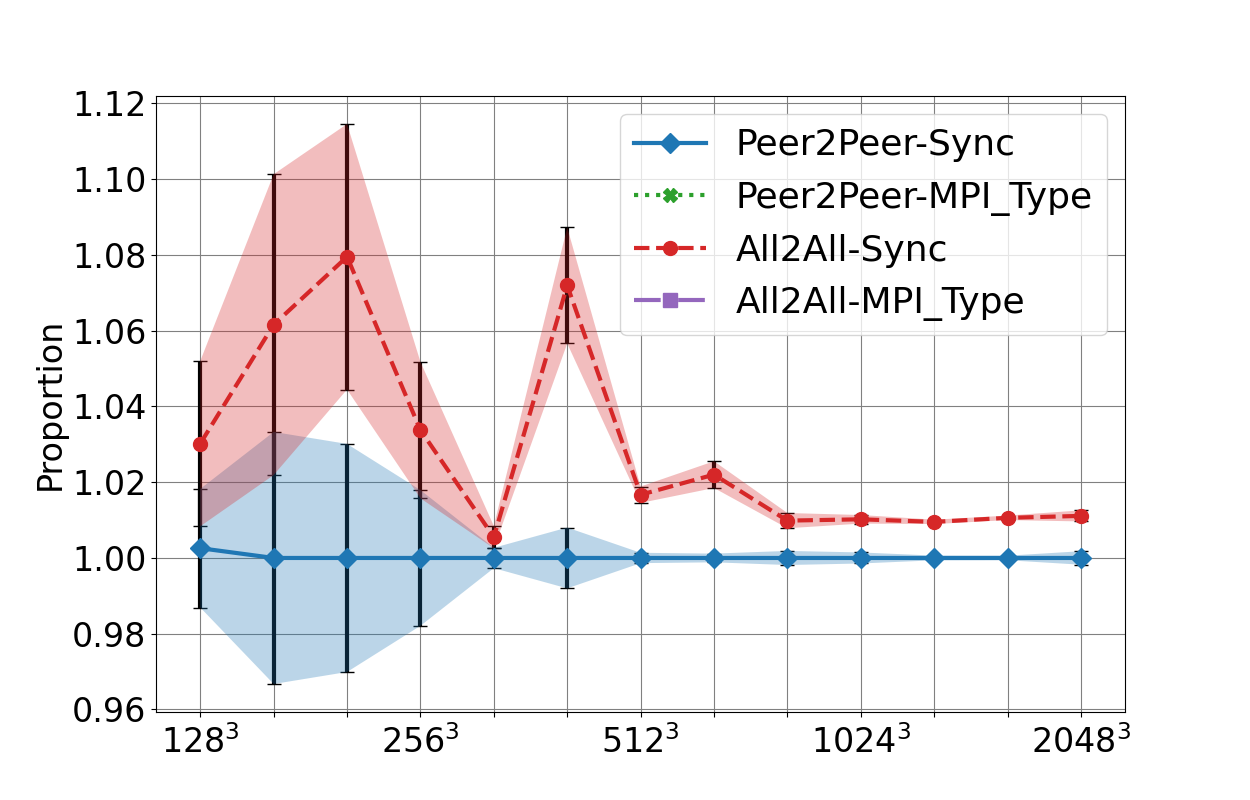 1.12
1.10
1.08
1.06
1.04
1.02
1.00
0.98
0.96
Proportion
Peer2Peer-Sync
Peer2Peer-MPI_Type
All2All-Sync
All2All-MPI_Type
128³ 256³ 512³ 1024³ 2048³